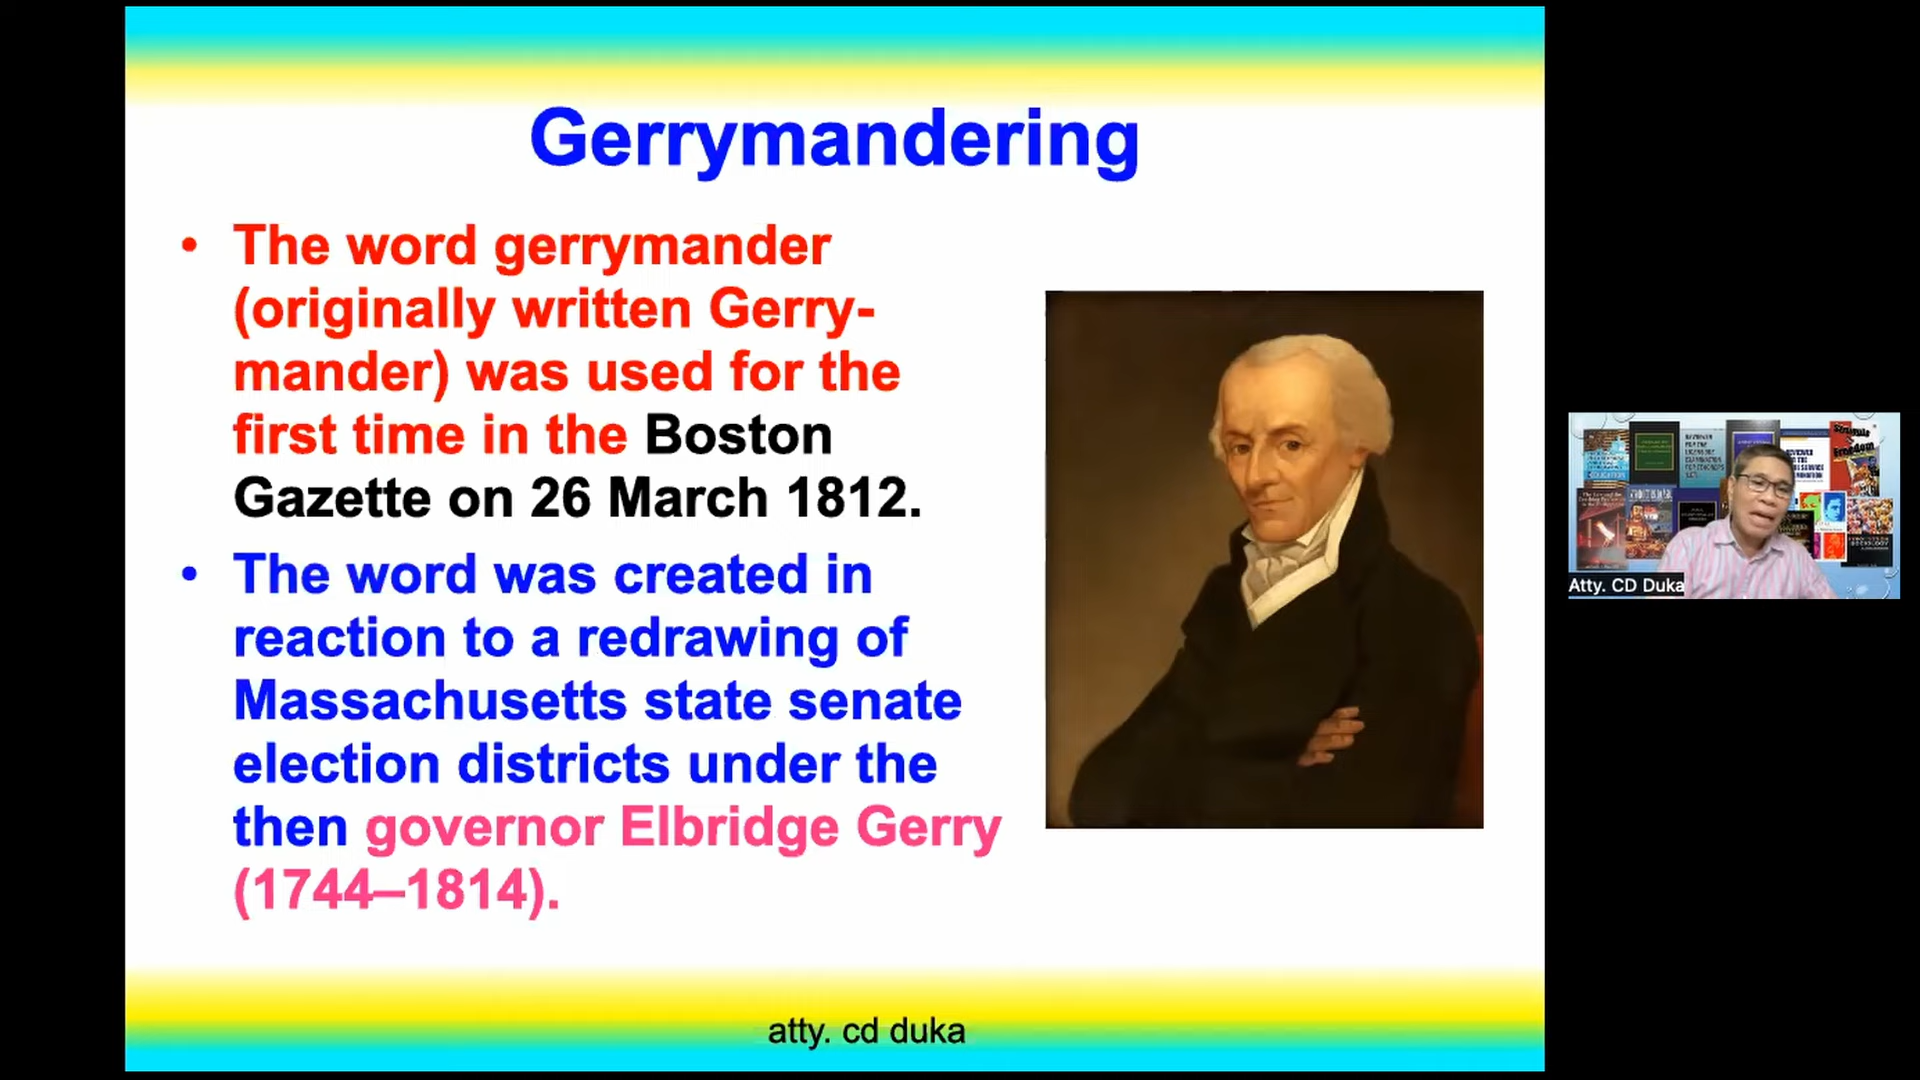 Gerrymandering
• The word gerrymander
(originally written Gerry-
mander) was used for the
first time in the Boston
Gazette on 26 March 1812.
• The word was created in
reaction to a redrawing of
Massachusetts state senate
election districts under the
then governor Elbridge Gerry
(1744–1814).
atty. cd duka
Atty. CD Duka